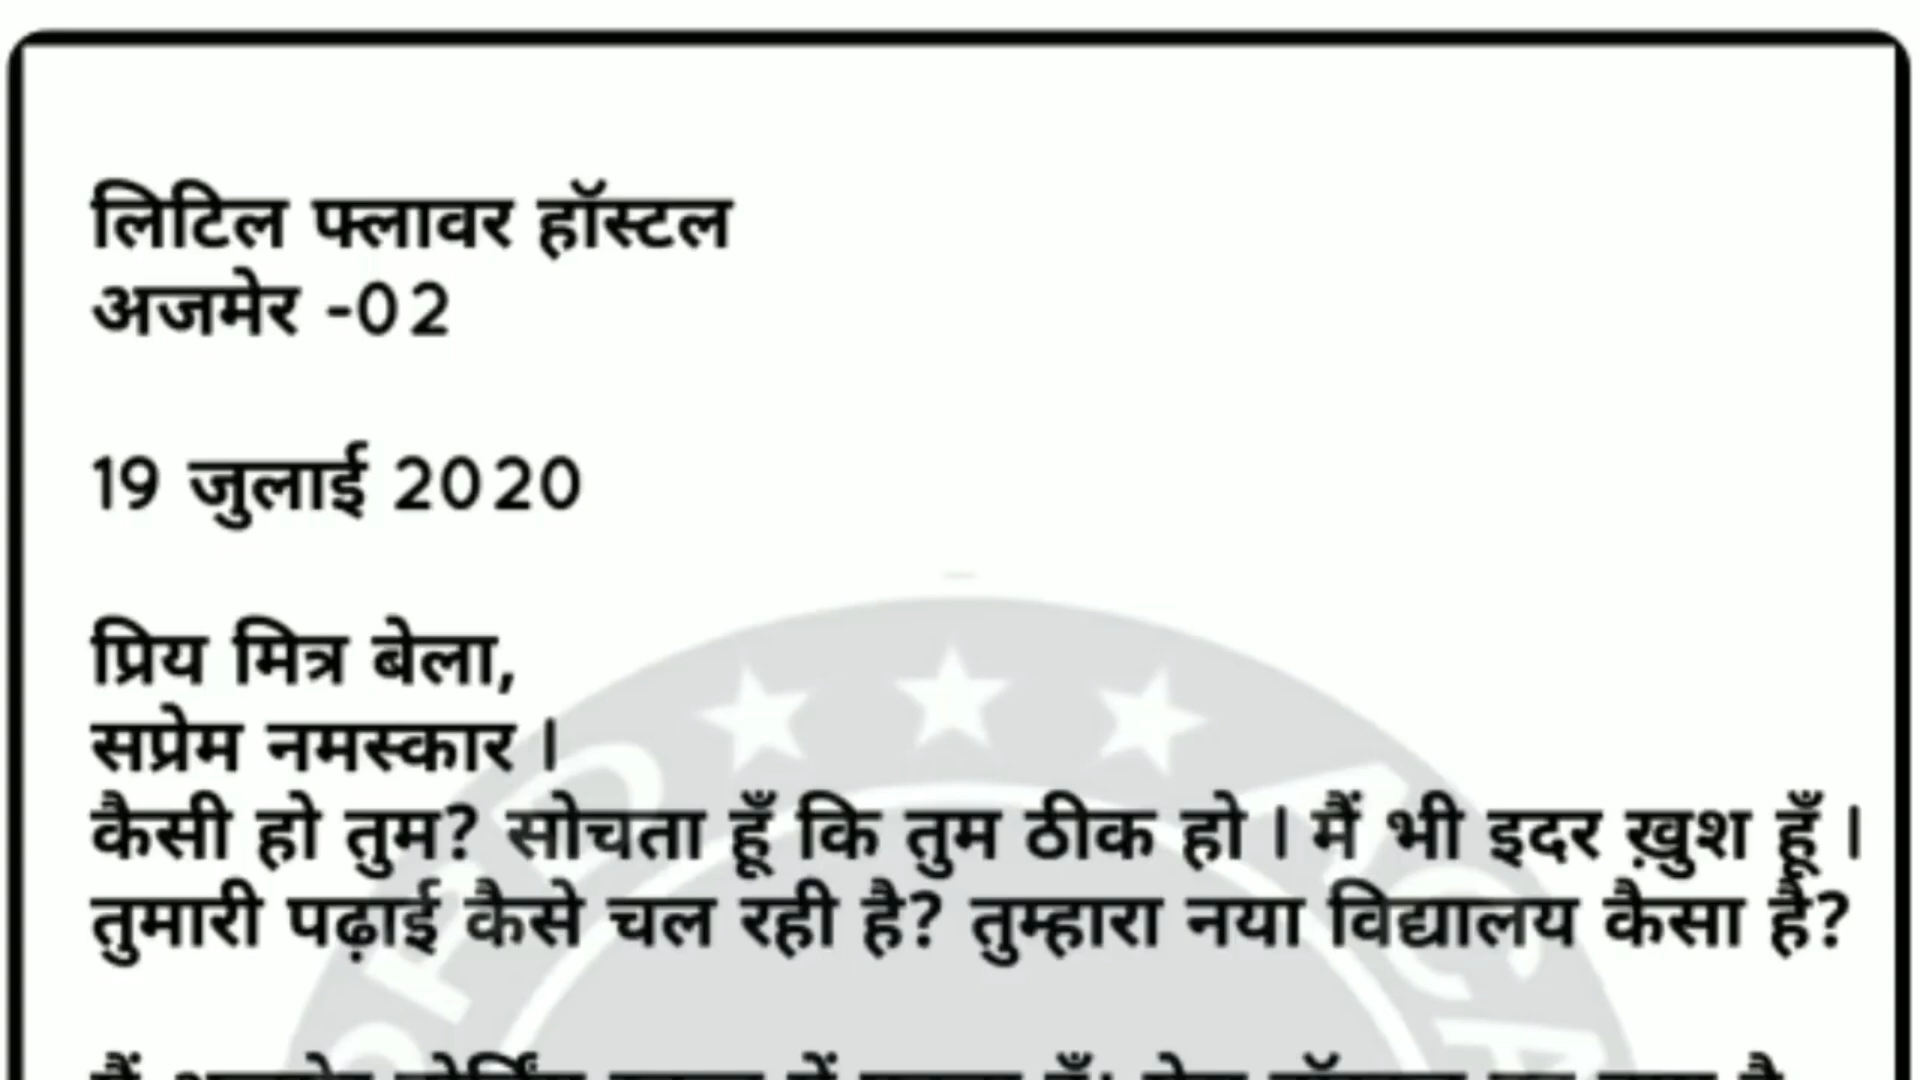 लिटिल फ्लावर हॉस्टल
अजमेर -02
19 जुलाई 2020
प्रिय मित्र बेला,
सप्रेम नमस्कार ।
कैसी हो तुम? सोचता हूँ कि तुम ठीक हो । मैं भी इदर ख़ुश हूँ ।
तुमारी पढ़ाई कैसे चल रही है? तुम्हारा नया विद्यालय कैसा है?